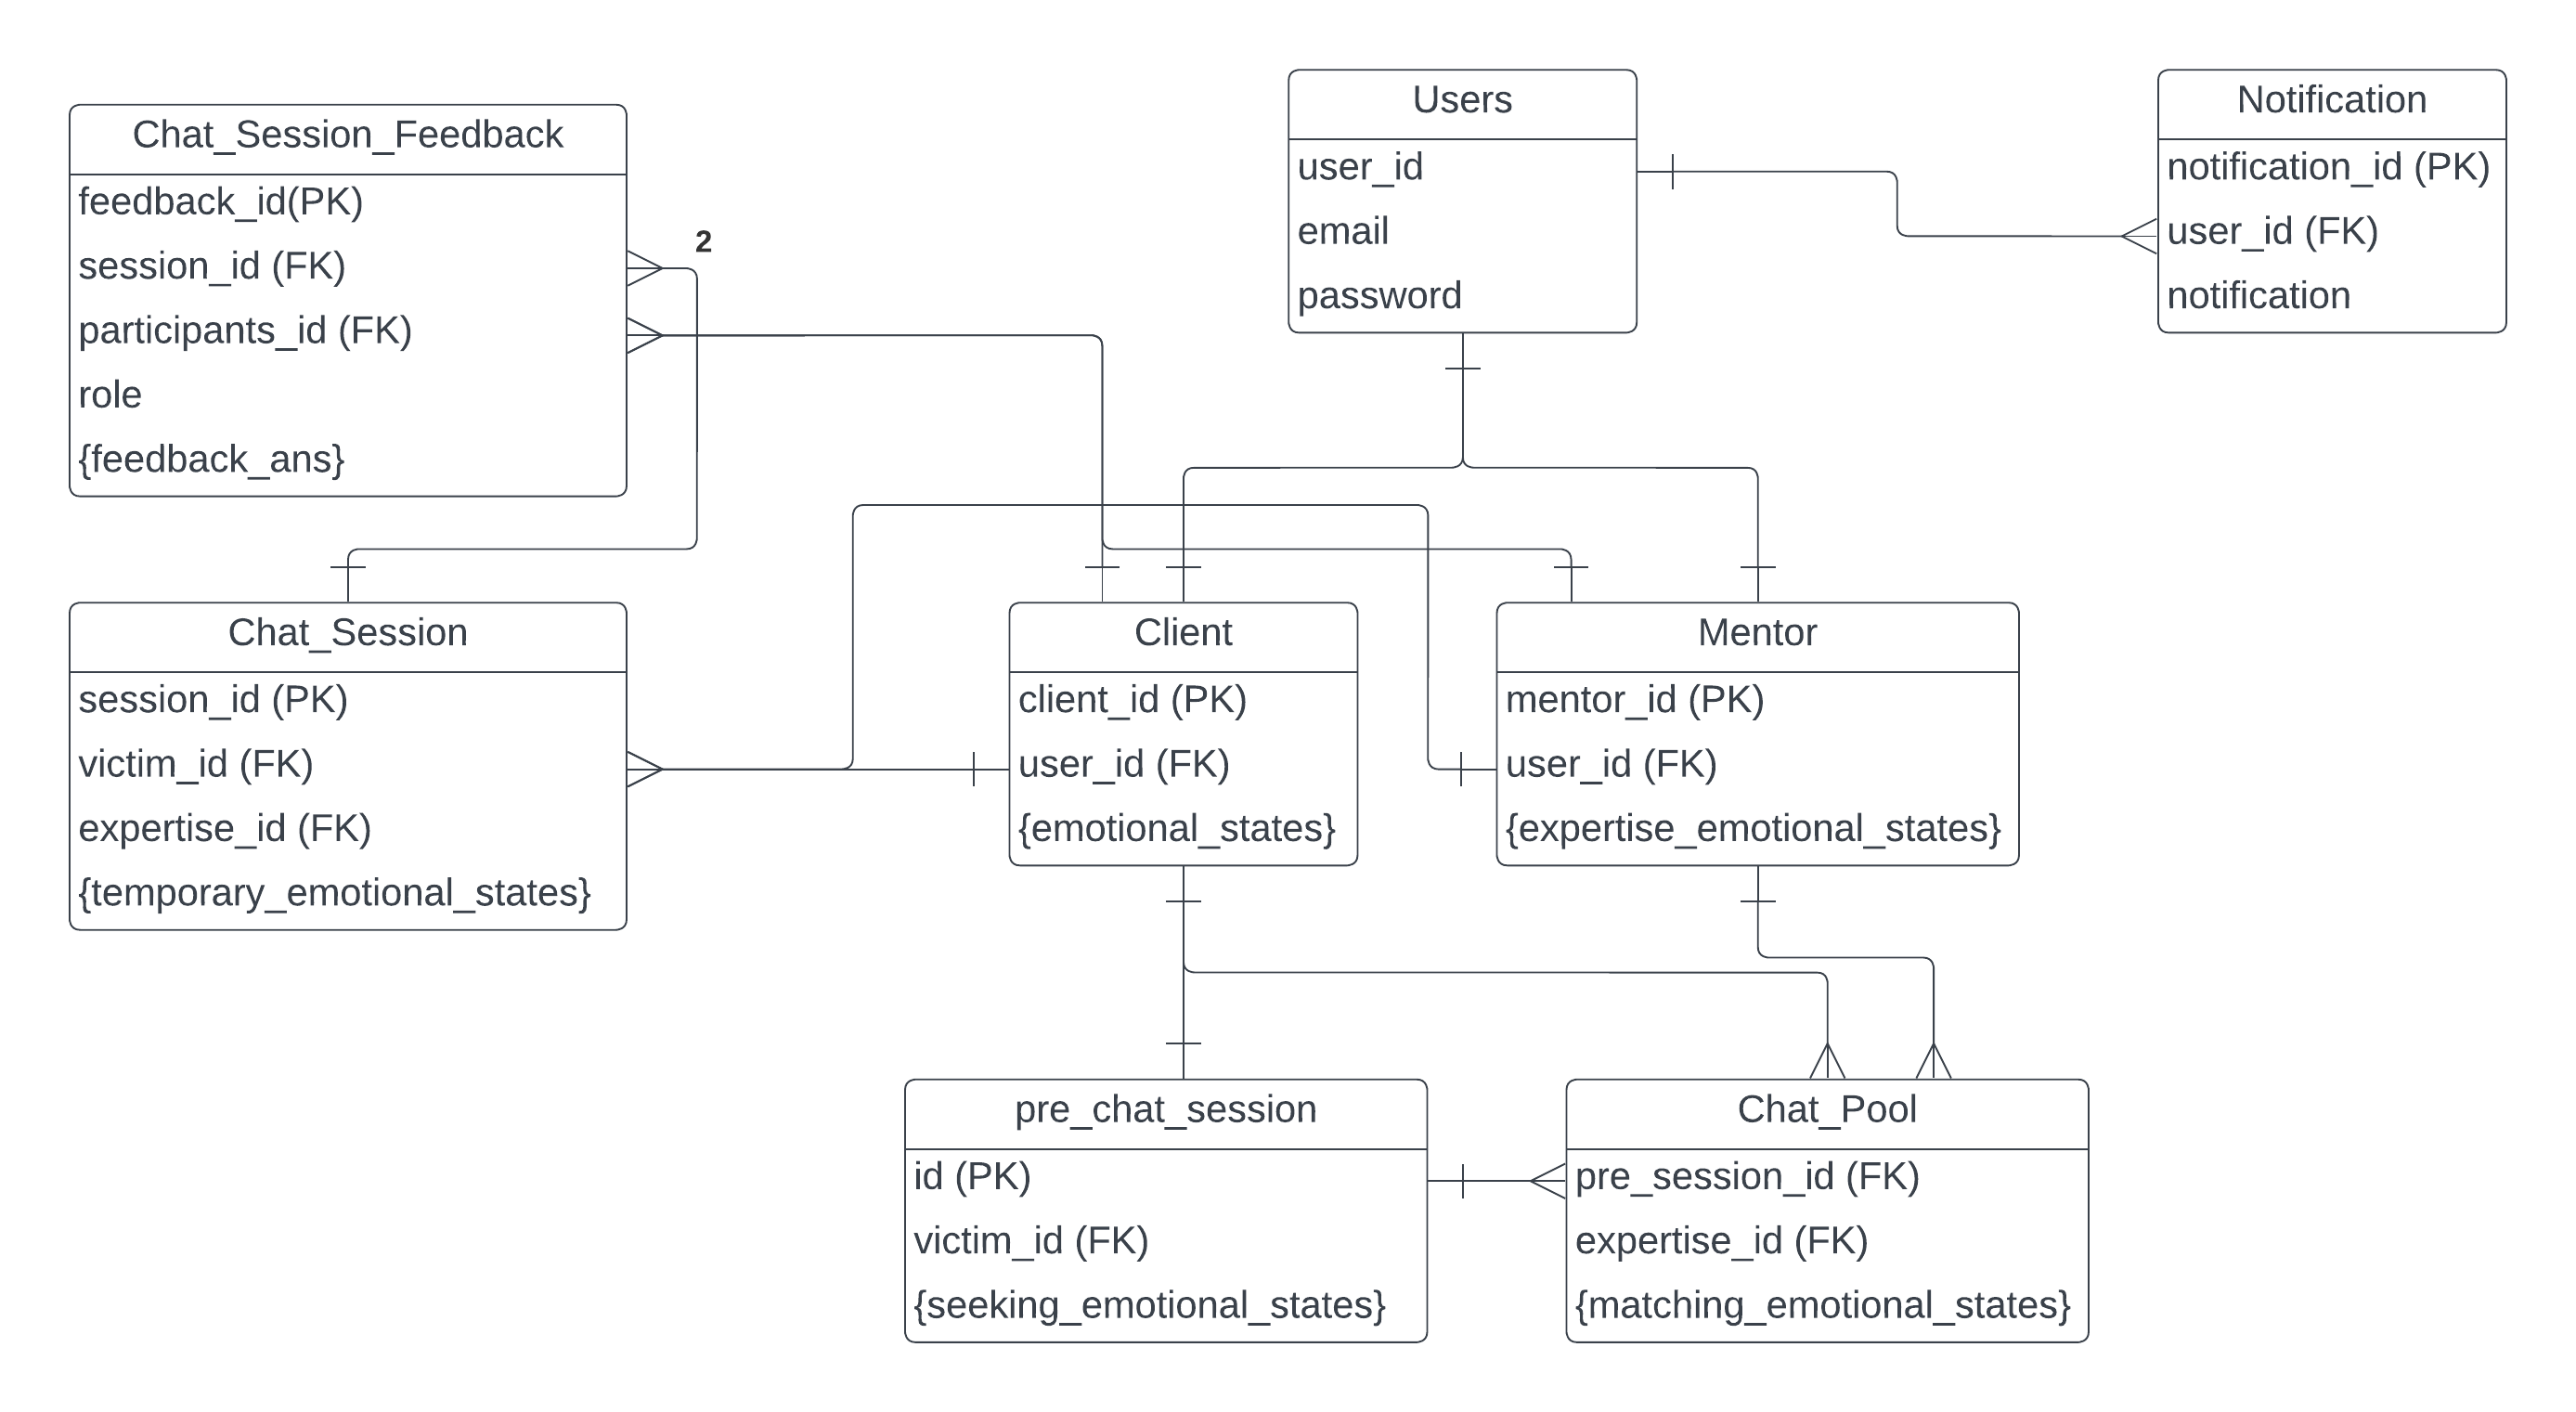 Chat_Session_Feedback
feedback_id(PK)
session_id (FK)
participants_id (FK)
role
{feedback_ans}
2
Users
user_id
email
password
Notification
notification_id (PK)
user_id (FK)
notification
Chat_Session
session_id (PK)
victim_id (FK)
expertise_id (FK)
{temporary_emotional_states}
Client
client_id (PK)
user_id (FK)
{emotional_states}
Mentor
mentor_id (PK)
user_id (FK)
{expertise_emotional_states}
pre_chat_session
id (PK)
victim_id (FK)
{seeking_emotional_states}
Chat_Pool
pre_session_id (FK)
expertise_id (FK)
{matching_emotional_states}